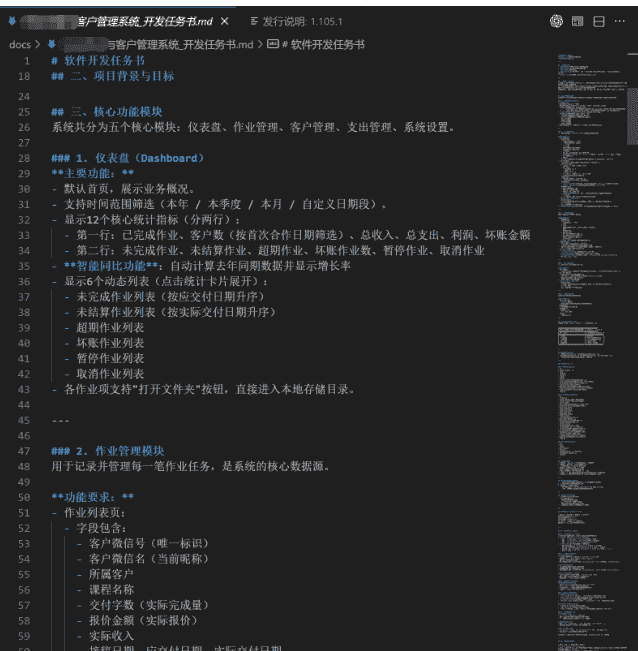 客户管理系统_开发任务书.md × 发行说明: 1.105.1
docs > 与客户管理系统_开发任务书.md > # 软件开发任务书
1 # 软件开发任务书
18 ## 二、项目背景与目标
24
25 ## 三、核心功能模块
26 系统共分为五个核心模块：仪表盘、作业管理、客户管理、支出管理、系统设置。
27
28 ### 1. 仪表盘（Dashboard）
29 **主要功能：**
30 - 默认首页，展示业务概况。
31 - 支持时间范围筛选（本年 / 本季度 / 本月 / 自定义日期段）。
32 - 显示12个核心统计指标（分两行）：
33 - 第一行：已完成作业、客户数（按首次合作日期筛选）、总收入、总支出、利润、坏账金额
34 - 第二行：未完成作业、未结算作业、超期作业、坏账作业数、暂停作业、取消作业
35 - **智能同比功能**：自动计算去年同期数据并显示增长率
36 - 显示6个动态列表（点击统计卡片展开）：
37 - 未完成作业列表（按应交付日期升序）
38 - 未结算作业列表（按实际交付日期升序）
39 - 超期作业列表
40 - 坏账作业列表
41 - 暂停作业列表
42 - 取消作业列表
43 - 各作业项支持"打开文件夹"按钮，直接进入本地存储目录。
44
45 ---
46
47 ### 2. 作业管理模块
48 用于记录并管理每一笔作业任务，是系统的核心数据源。
49
50 **功能要求：**
51 - 作业列表页：
52 - 字段包含：
53 - 客户微信号（唯一标识）
54 - 客户微信名（当前昵称）
55 - 所属客户
56 - 课程名称
57 - 交付字数（实际完成量）
58 - 报价金额（实际报价）
59 - 实际收入
60 - 接稿日期、应交付日期、实际交付日期